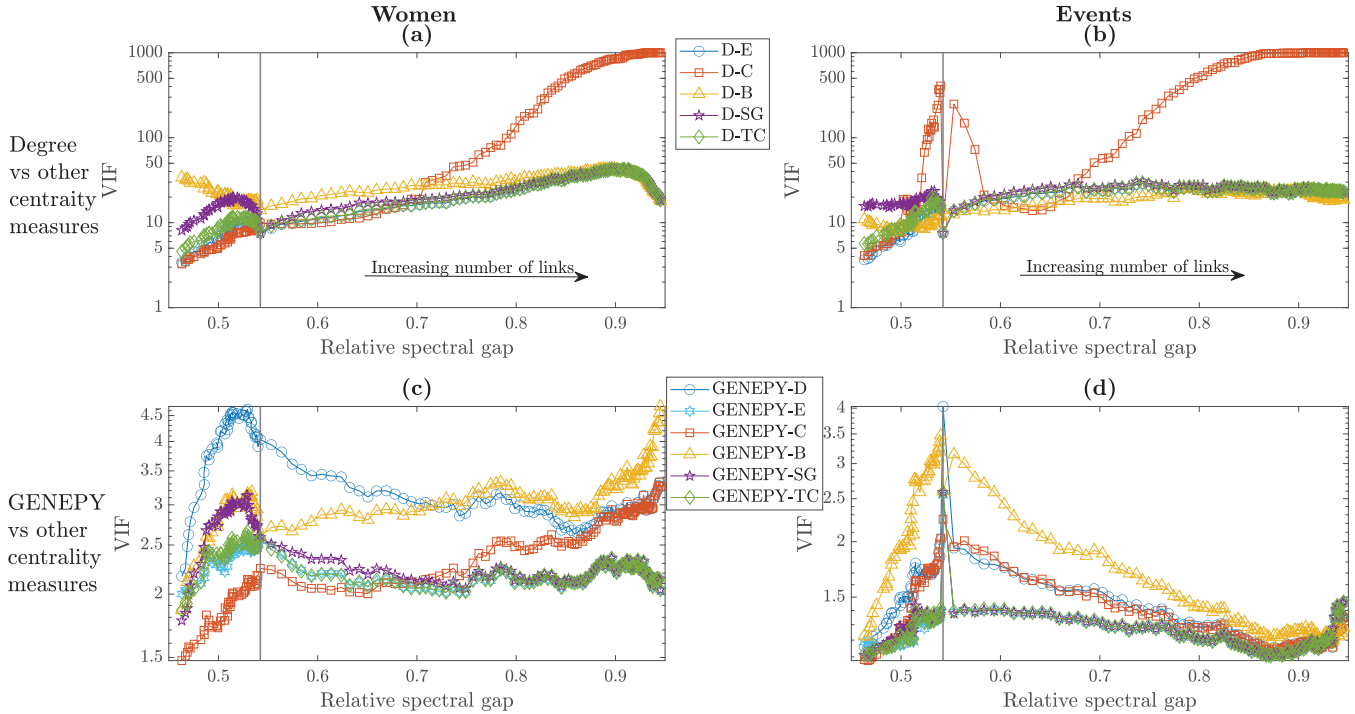 Women
Events
(a)
(b)
1000
500
100
50
10
5
1
VIF
0.5 0.6 0.7 0.8 0.9
Relative spectral gap
Increasing number of links
D-E
D-C
D-B
D-SG
D-TC
1000
500
100
50
10
5
1
VIF
0.5 0.6 0.7 0.8 0.9
Relative spectral gap
Increasing number of links
Degree
vs other
centraity
measures
(c)
(d)
4.5
4
3.5
3
2.5
2
1.5
VIF
0.5 0.6 0.7 0.8 0.9
Relative spectral gap
GENEPY-D
GENEPY-E
GENEPY-C
GENEPY-B
GENEPY-SG
GENEPY-TC
4
3
2.5
2
1.5
VIF
0.5 0.6 0.7 0.8 0.9
Relative spectral gap
GENEPY
vs other
centrality
measures